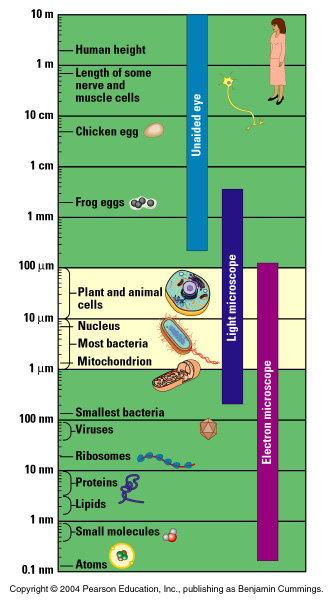 10 m
Human height
1 m
Length of some
nerve and
muscle cells
10 cm
Chicken egg
1 cm
Frog eggs
1 mm
100 µm
Plant and animal
cells
10 µm
Nucleus
Most bacteria
Mitochondrion
1 µm
Smallest bacteria
100 nm
Viruses
Ribosomes
10 nm
Proteins
Lipids
1 nm
Small molecules
Atoms
0.1 nm
Unaided eye
Light microscope
Electron microscope
Copyright © 2004 Pearson Education, Inc., publishing as Benjamin Cummings.